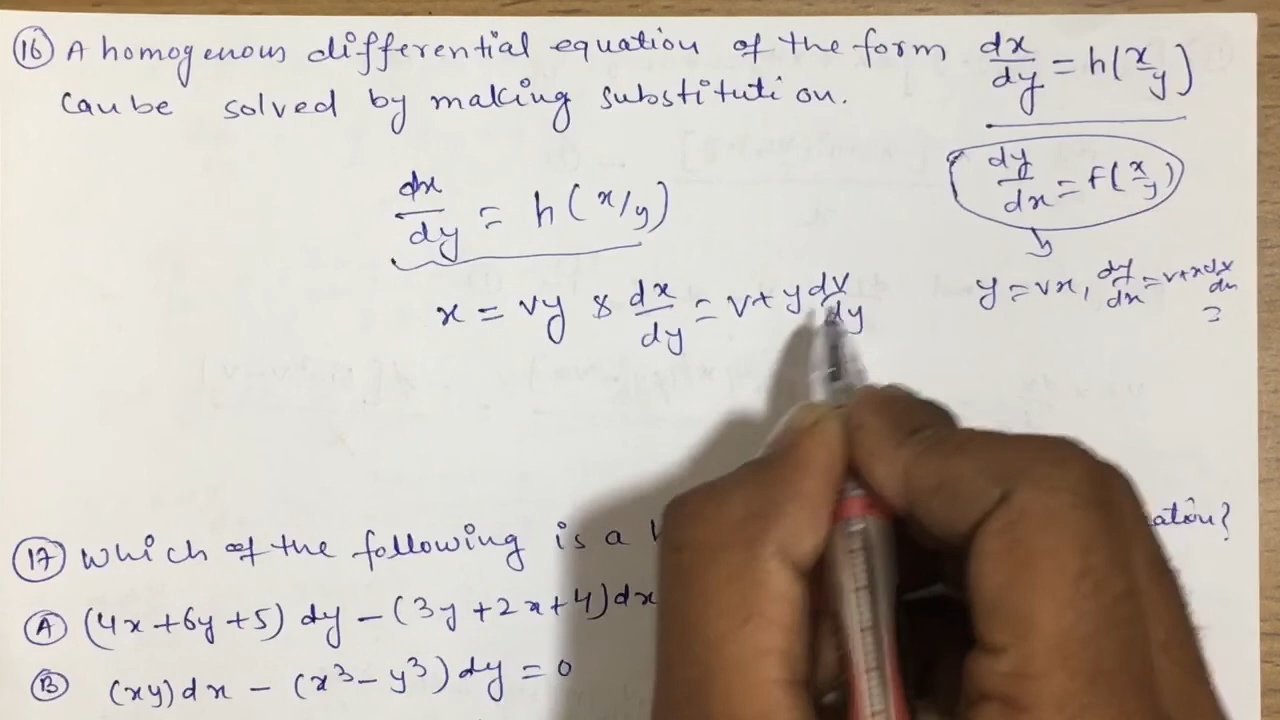 (16) A homogenous differential equation of the form dx/dy = h(x/y)
can be solved by making substitution.
dy/dx = f(x/y)
dx/dy = h(x/y)
y = vx, dy/dx = v+x dv/dx
x = vy & dx/dy = v+y dv/dy
(17) Which of the following is a
(A) (4x+6y+5) dy - (3y+2x+4)dx
(B) (xy)dx - (x³-y³)dy = 0